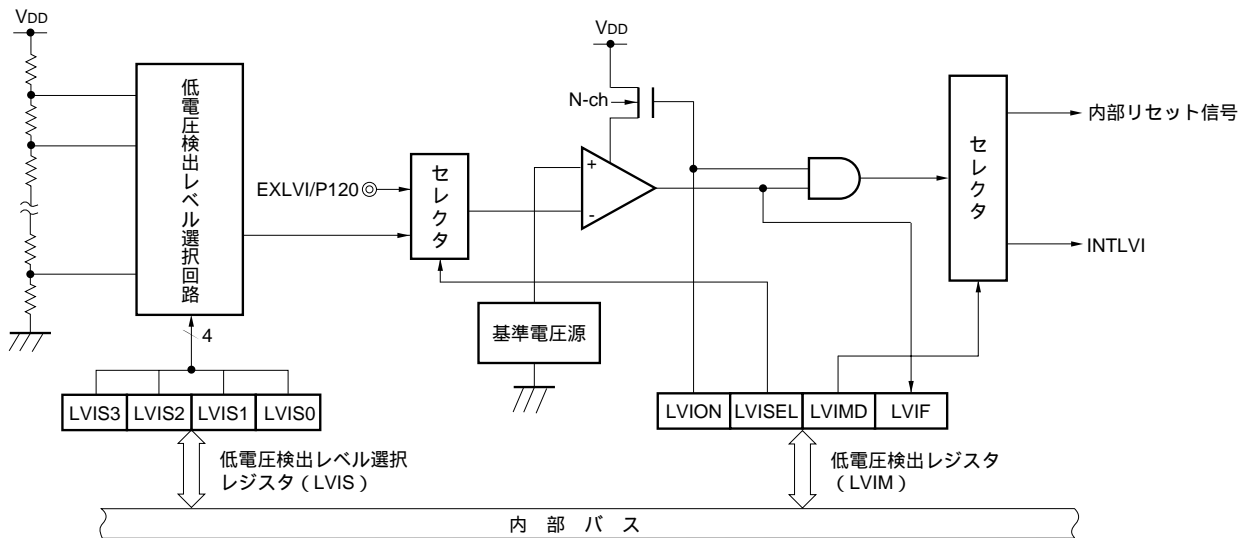 VDD
低電圧検出レベル選択回路
4
LVIS3 LVIS2 LVIS1 LVIS0
低電圧検出レベル選択
レジスタ（LVIS）
EXLVI/P120
セレクタ
VDD
N-ch
+
-
基準電圧源
セレクタ
内部リセット信号
INTLVI
LVION LVISEL LVIMD LVIF
低電圧検出レジスタ
（LVIM）
内 部 バ ス